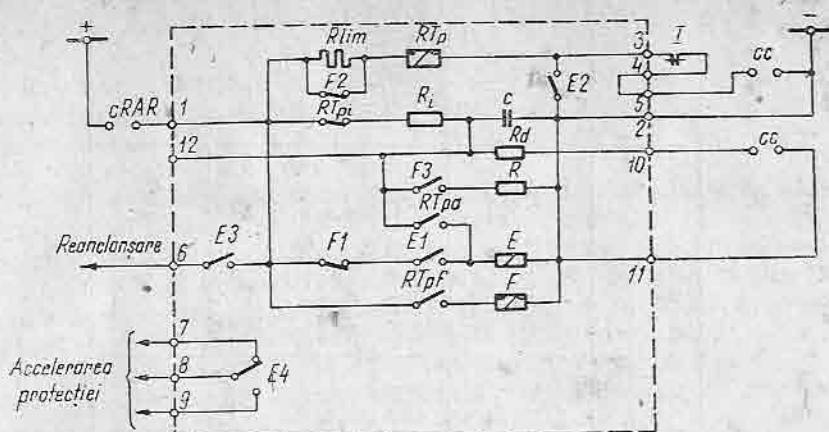 +
−
Rlim RTp 3 I
F2 4 cc
cRAR 1 RTpi Ri c E2 5
2
12 Rd
10 cc
F3 R
RTpa
Reanclanșare 6 E3 F1 E1 E
11
RTpf F
7
Accelerarea protecției 8 E4
9